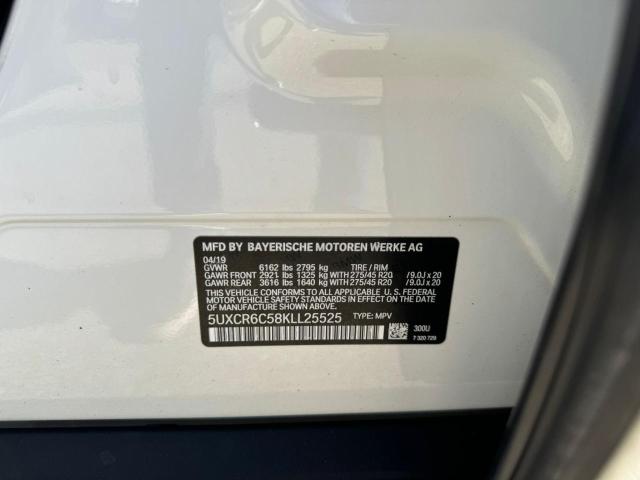 MFD BY BAYERISCHE MOTOREN WERKE AG
04/19
GVWR 6162 lbs 2795 kg TIRE / RIM
GAWR FRONT 2921 lbs 1325 kg WITH 275/45 R20 /9.0J x 20
GAWR REAR 3616 lbs 1640 kg WITH 275/45 R20 /9.0J x 20
THIS VEHICLE CONFORMS TO ALL APPLICABLE U. S. FEDERAL
MOTOR VEHICLE SAFETY STANDARDS IN EFFECT ON THE
DATE OF MANUFACTURE SHOWN ABOVE.
5UXCR6C58KLL25525 TYPE: MPV
300U
7 320 729